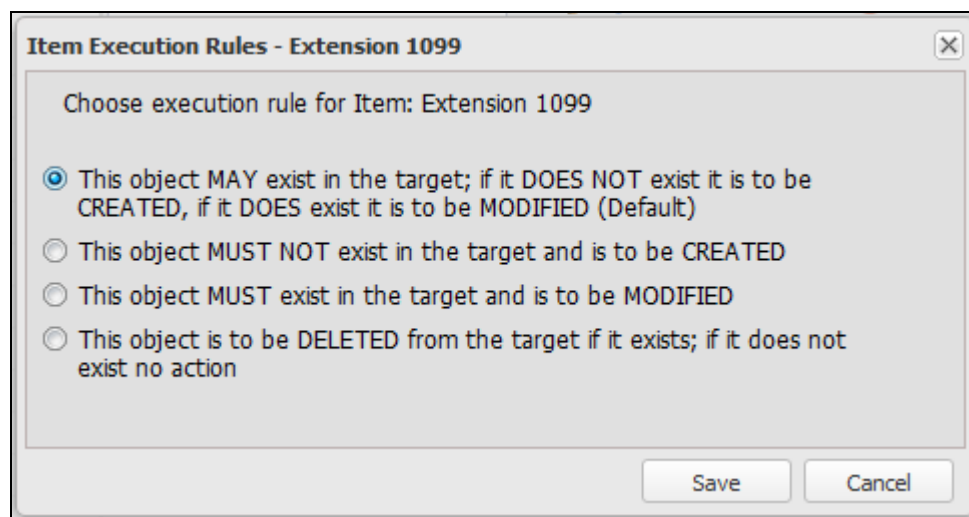 Item Execution Rules - Extension 1099
Choose execution rule for Item: Extension 1099
This object MAY exist in the target; if it DOES NOT exist it is to be
CREATED, if it DOES exist it is to be MODIFIED (Default)
This object MUST NOT exist in the target and is to be CREATED
This object MUST exist in the target and is to be MODIFIED
This object is to be DELETED from the target if it exists; if it does not
exist no action
Save Cancel